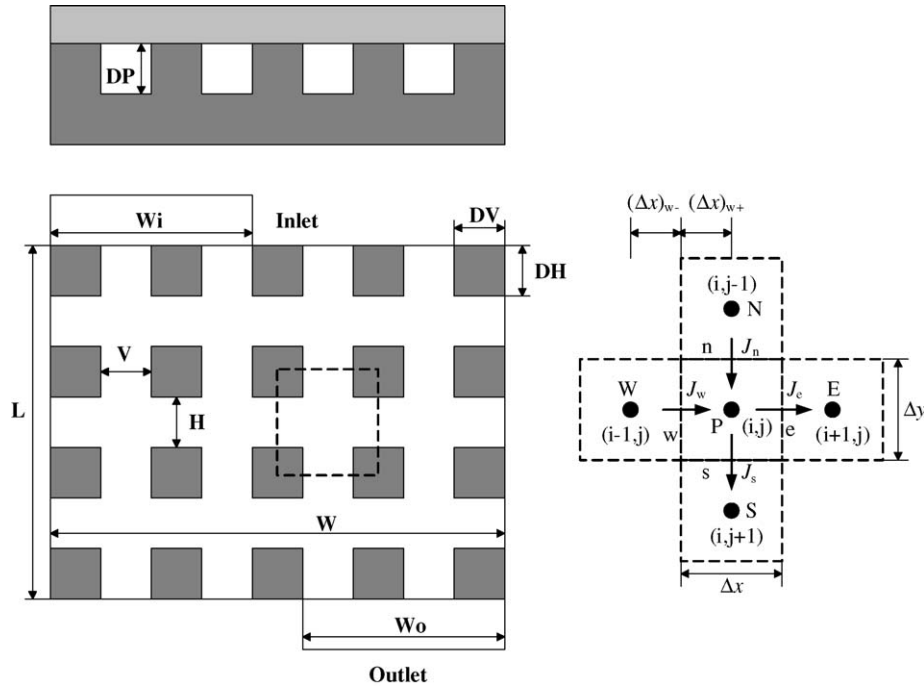 DP
Wi
Inlet
DV
DH
V
H
L
W
Wo
Outlet
(Δx)w-
(Δx)w+
(i,j-1)
N
n
Jn
W
Jw
Je
E
P
(i,j)
(i-1,j)
w
e
(i+1,j)
s
Js
S
(i,j+1)
Δy
Δx